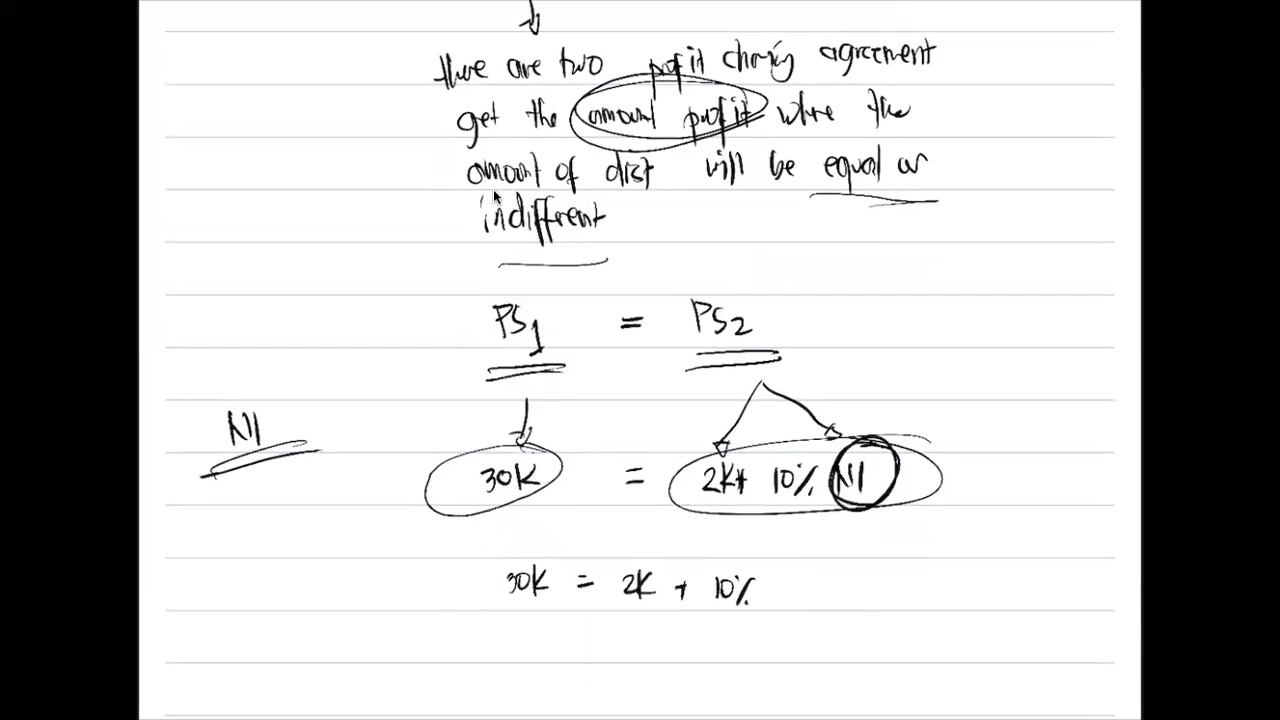 there are two profit sharing agreement
get the amount profit where the
amount of dist will be equal or
indifferent
PS1 = PS2
NI
30K = 2K + 10% NI
30K = 2K + 10%